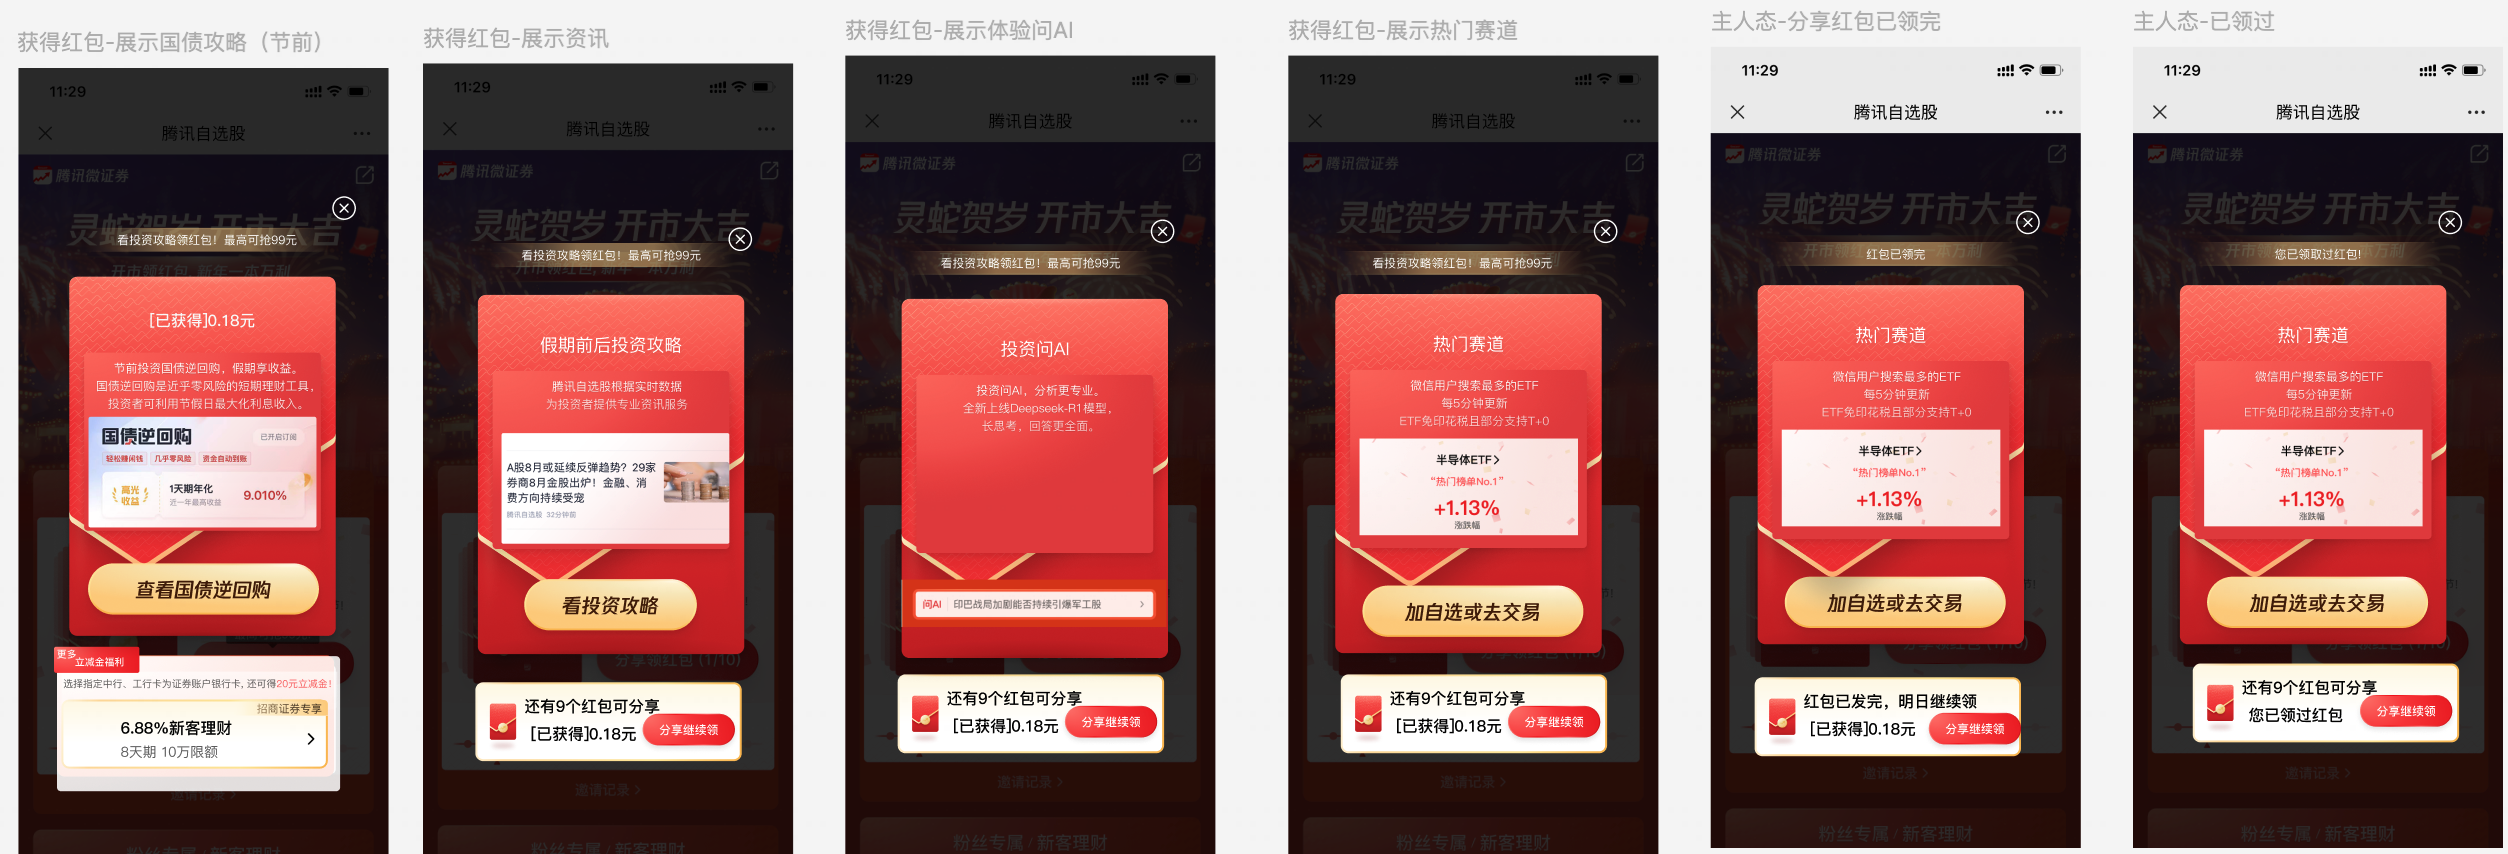 获得红包-展示国债攻略（节前）
11:29
腾讯自选股
腾讯微证券
灵蛇贺岁 开市大吉
看投资攻略领红包！最高可抢99元
开市领红包, 新年一本万利
[已获得]0.18元
节前投资国债逆回购，假期享收益。
国债逆回购是近乎零风险的短期理财工具，
投资者可利用节假日最大化利息收入。
国债逆回购
已开启订阅
轻松赚闲钱 几乎零风险 资金自动到账
高光
收益
1天期年化
近一年最高收益
9.010%
查看国债逆回购
更多
立减金福利
选择指定中行、工行卡为证券账户银行卡, 还可得20元立减金!
招商证券专享
6.88%新客理财
8天期 10万限额
邀请记录 >
粉丝专属 / 新客理财
获得红包-展示资讯
11:29
腾讯自选股
腾讯微证券
灵蛇贺岁 开市大吉
看投资攻略领红包！最高可抢99元
假期前后投资攻略
腾讯自选股根据实时数据
为投资者提供专业资讯服务
A股8月或延续反弹趋势？29家
券商8月金股出炉！金融、消
费方向持续受宠
腾讯自选股 32分钟前
看投资攻略
分享领红包 (1/10)
还有9个红包可分享
[已获得]0.18元
分享继续领
邀请记录 >
粉丝专属 / 新客理财
获得红包-展示体验问AI
11:29
腾讯自选股
腾讯微证券
灵蛇贺岁 开市大吉
看投资攻略领红包！最高可抢99元
投资问AI
投资问AI，分析更专业。
全新上线Deepseek-R1模型，
长思考，回答更全面。
问AI 印巴战局加剧能否持续引爆军工股
还有9个红包可分享
[已获得]0.18元
分享继续领
邀请记录 >
粉丝专属 / 新客理财
获得红包-展示热门赛道
11:29
腾讯自选股
腾讯微证券
灵蛇贺岁 开市大吉
看投资攻略领红包！最高可抢99元
热门赛道
微信用户搜索最多的ETF
每5分钟更新
ETF免印花税且部分支持T+0
半导体ETF>
“热门榜单No.1”
+1.13%
涨跌幅
加自选或去交易
还有9个红包可分享
[已获得]0.18元
分享继续领
邀请记录 >
粉丝专属 / 新客理财
主人态-分享红包已领完
11:29
腾讯自选股
腾讯微证券
灵蛇贺岁 开市大吉
红包已领完
热门赛道
微信用户搜索最多的ETF
每5分钟更新
ETF免印花税且部分支持T+0
半导体ETF>
“热门榜单No.1”
+1.13%
涨跌幅
加自选或去交易
红包已发完，明日继续领
[已获得]0.18元
分享继续领
邀请记录 >
粉丝专属 / 新客理财
主人态-已领过
11:29
腾讯自选股
腾讯微证券
灵蛇贺岁 开市大吉
您已领取过红包!
热门赛道
微信用户搜索最多的ETF
每5分钟更新
ETF免印花税且部分支持T+0
半导体ETF>
“热门榜单No.1”
+1.13%
涨跌幅
加自选或去交易
还有9个红包可分享
您已领过红包
分享继续领
邀请记录 >
粉丝专属 / 新客理财